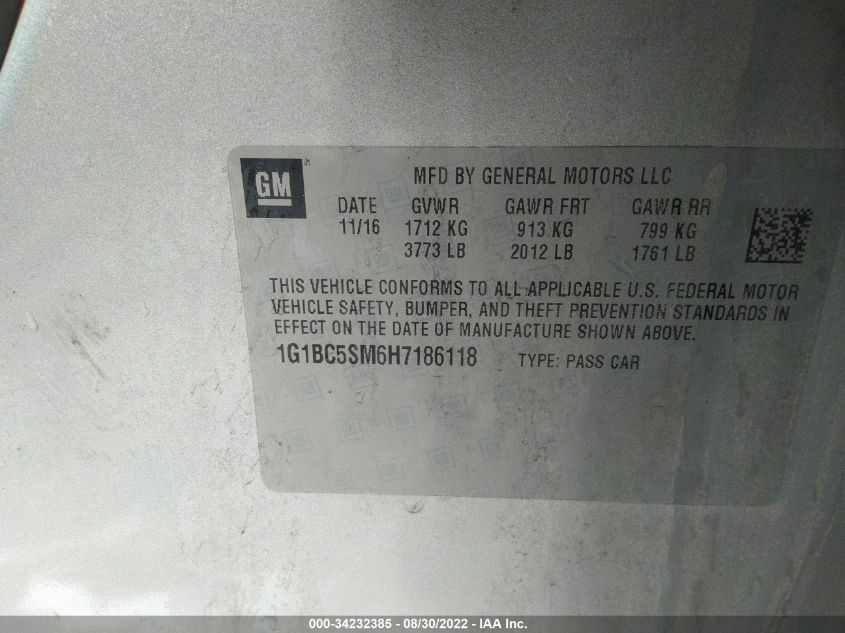 GM ®
MFD BY GENERAL MOTORS LLC
DATE GVWR GAWR FRT GAWR RR
11/16 1712 KG 913 KG 799 KG
3773 LB 2012 LB 1761 LB
THIS VEHICLE CONFORMS TO ALL APPLICABLE U.S. FEDERAL MOTOR
VEHICLE SAFETY, BUMPER, AND THEFT PREVENTION STANDARDS IN
EFFECT ON THE DATE OF MANUFACTURE SHOWN ABOVE.
1G1BC5SM6H7186118 TYPE: PASS CAR
000-34232385 - 08/30/2022 - IAA Inc.